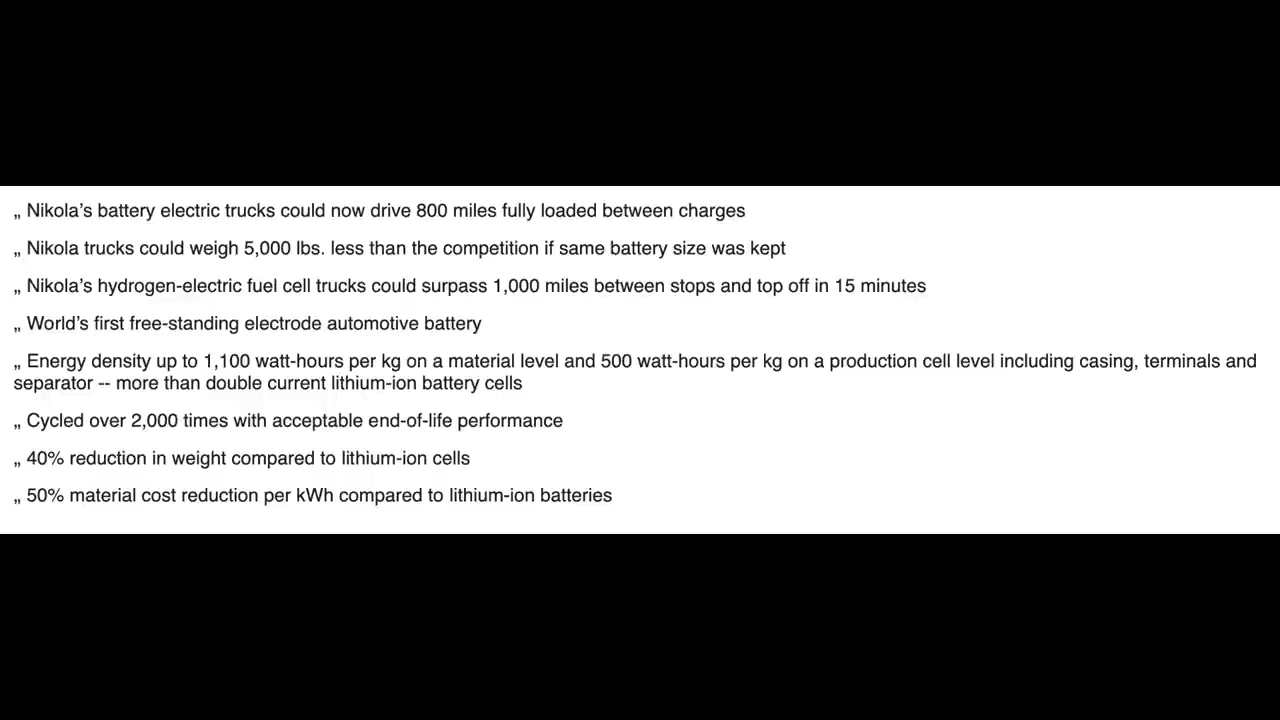 „ Nikola’s battery electric trucks could now drive 800 miles fully loaded between charges
„ Nikola trucks could weigh 5,000 lbs. less than the competition if same battery size was kept
„ Nikola’s hydrogen-electric fuel cell trucks could surpass 1,000 miles between stops and top off in 15 minutes
„ World’s first free-standing electrode automotive battery
„ Energy density up to 1,100 watt-hours per kg on a material level and 500 watt-hours per kg on a production cell level including casing, terminals and
separator -- more than double current lithium-ion battery cells
„ Cycled over 2,000 times with acceptable end-of-life performance
„ 40% reduction in weight compared to lithium-ion cells
„ 50% material cost reduction per kWh compared to lithium-ion batteries